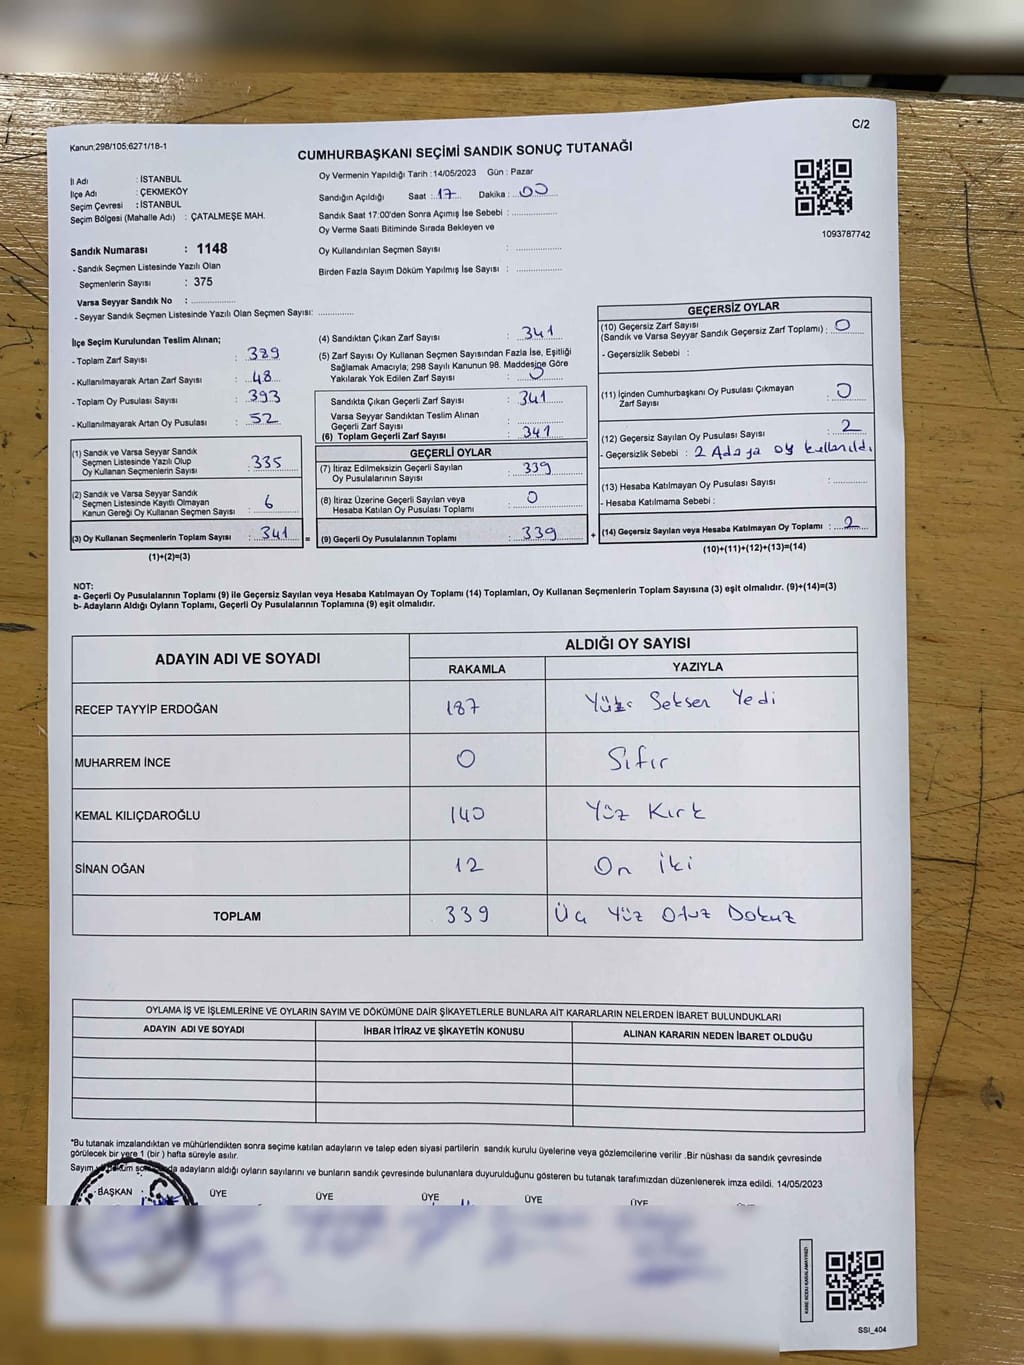 C/2
Kanun;298/105;6271/18-1
CUMHURBAŞKANI SEÇİMİ SANDIK SONUÇ TUTANAĞI
İl Adı : İSTANBUL
İlçe Adı : ÇEKMEKÖY
Seçim Çevresi : İSTANBUL
Seçim Bölgesi (Mahalle Adı) : ÇATALMEŞE MAH.
Sandık Numarası : 1148
- Sandık Seçmen Listesinde Yazılı Olan
Seçmenlerin Sayısı : 375
Varsa Seyyar Sandık No : ................
- Seyyar Sandık Seçmen Listesinde Yazılı Olan Seçmen Sayısı: ............
Oy Vermenin Yapıldığı Tarih : 14/05/2023 Gün : Pazar
Sandığın Açıldığı Saat : 17 Dakika : 00
Sandık Saat 17:00'den Sonra Açımış İse Sebebi : ................
Oy Verme Saati Bitiminde Sırada Bekleyen ve
Oy Kullandırılan Seçmen Sayısı : ................
Birden Fazla Sayım Döküm Yapılmış İse Sayısı : ................
1093787742
İlçe Seçim Kurulundan Teslim Alınan;
- Toplam Zarf Sayısı : 389
- Kullanılmayarak Artan Zarf Sayısı : 48
- Toplam Oy Pusulası Sayısı : 393
- Kullanılmayarak Artan Oy Pusulası : 52
(1) Sandık ve Varsa Seyyar Sandık
Seçmen Listesinde Yazılı Olup
Oy Kullanan Seçmenlerin Sayısı : 335
(2) Sandık ve Varsa Seyyar Sandık
Seçmen Listesinde Kayıtlı Olmayan
Kanun Gereği Oy Kullanan Seçmen Sayısı : 6
(3) Oy Kullanan Seçmenlerin Toplam Sayısı : 341 =
(1)+(2)=(3)
(4) Sandıktan Çıkan Zarf Sayısı : 341
(5) Zarf Sayısı Oy Kullanan Seçmen Sayısından Fazla İse, Eşitliği
Sağlamak Amacıyla; 298 Sayılı Kanunun 98. Maddesine Göre
Yakılarak Yok Edilen Zarf Sayısı : 0
Sandıkta Çıkan Geçerli Zarf Sayısı : 341
Varsa Seyyar Sandıktan Teslim Alınan
Geçerli Zarf Sayısı :
(6) Toplam Geçerli Zarf Sayısı : 341
GEÇERLİ OYLAR
(7) İtiraz Edilmeksizin Geçerli Sayılan
Oy Pusulalarının Sayısı : 339
(8) İtiraz Üzerine Geçerli Sayılan veya
Hesaba Katılan Oy Pusulası Toplamı : 0
(9) Geçerli Oy Pusulalarının Toplamı : 339 +
GEÇERSİZ OYLAR
(10) Geçersiz Zarf Sayısı
(Sandık ve Varsa Seyyar Sandık Geçersiz Zarf Toplamı) : 0
- Geçersizlik Sebebi :
(11) İçinden Cumhurbaşkanı Oy Pusulası Çıkmayan
Zarf Sayısı : 0
(12) Geçersiz Sayılan Oy Pusulası Sayısı : 2
- Geçersizlik Sebebi : 2 Adaya oy kullanıldı
(13) Hesaba Katılmayan Oy Pusulası Sayısı : ............
- Hesaba Katılmama Sebebi :
(14) Geçersiz Sayılan veya Hesaba Katılmayan Oy Toplamı : 2
(10)+(11)+(12)+(13)=(14)
NOT:
a- Geçerli Oy Pusulalarının Toplamı (9) ile Geçersiz Sayılan veya Hesaba Katılmayan Oy Toplamı (14) Toplamları, Oy Kullanan Seçmenlerin Toplam Sayısına (3) eşit olmalıdır. (9)+(14)=(3)
b- Adayların Aldığı Oyların Toplamı, Geçerli Oy Pusulalarının Toplamına (9) eşit olmalıdır.
ADAYIN ADI VE SOYADI ALDIĞI OY SAYISI
RAKAMLA YAZIYLA
RECEP TAYYİP ERDOĞAN 187 Yüz Seksen Yedi
MUHARREM İNCE 0 Sıfır
KEMAL KILIÇDAROĞLU 140 Yüz Kırk
SİNAN OĞAN 12 On İki
TOPLAM 339 Üç Yüz Otuz Dokuz
OYLAMA İŞ VE İŞLEMLERİNE VE OYLARIN SAYIM VE DÖKÜMÜNE DAİR ŞİKAYETLERLE BUNLARA AİT KARARLARIN NELERDEN İBARET BULUNDUKLARI
ADAYIN ADI VE SOYADI İHBAR İTİRAZ VE ŞİKAYETİN KONUSU ALINAN KARARIN NEDEN İBARET OLDUĞU
*Bu tutanak imzalandıktan ve mühürlendikten sonra seçime katılan adayların ve talep eden siyasi partilerin sandık kurulu üyelerine veya gözlemcilerine verilir .Bir nüshası da sandık çevresinde
görülecek bir yere 1 (bir ) hafta süreyle asılır.
Sayım adayların aldığı oyların sayılarını ve bunların sandık çevresinde bulunanlara duyurulduğunu gösteren bu tutanak tarafımızdan düzenlenerek imza edildi. 14/05/2023
BAŞKAN ÜYE ÜYE ÜYE ÜYE ÜYE
SSI_404